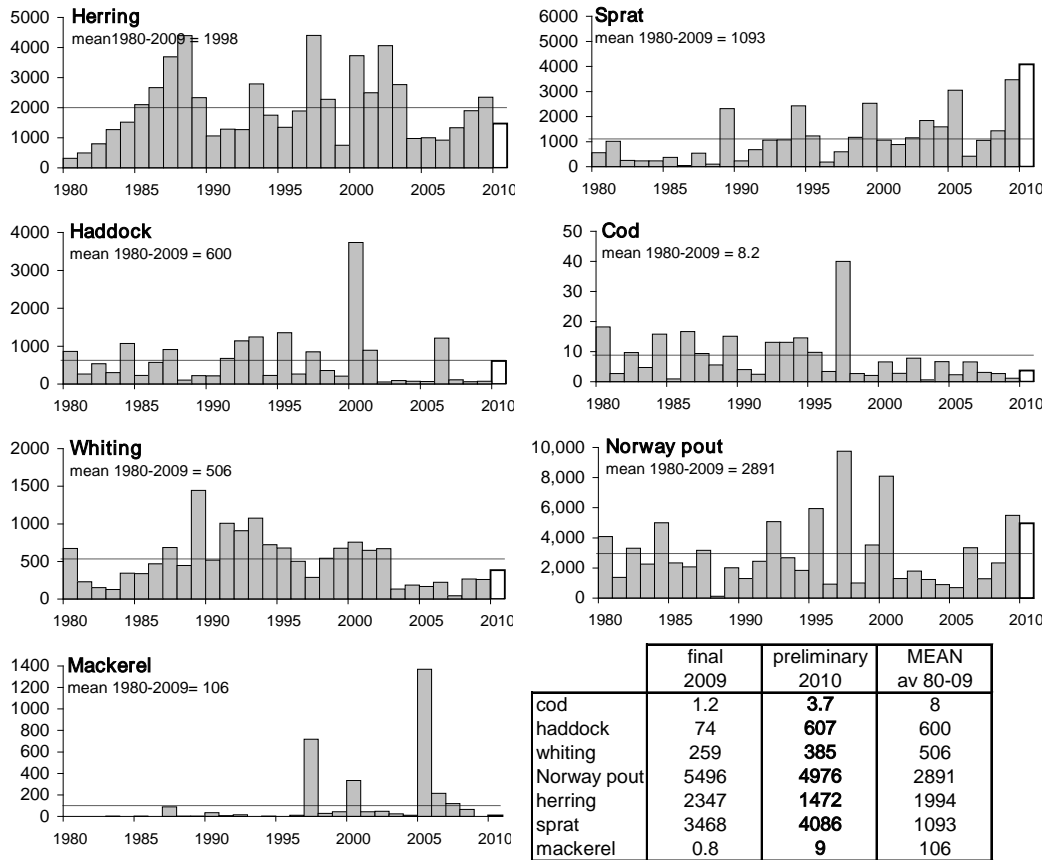 Herring
mean1980-2009 = 1998
5000
4000
3000
2000
1000
0
1980 1985 1990 1995 2000 2005 2010
Sprat
mean 1980-2009 = 1093
6000
5000
4000
3000
2000
1000
0
1980 1985 1990 1995 2000 2005 2010
Haddock
mean 1980-2009 = 600
4000
3000
2000
1000
0
1980 1985 1990 1995 2000 2005 2010
Cod
mean 1980-2009 = 8.2
50
40
30
20
10
0
1980 1985 1990 1995 2000 2005 2010
Whiting
mean 1980-2009 = 506
2000
1500
1000
500
0
1980 1985 1990 1995 2000 2005 2010
Norway pout
mean 1980-2009 = 2891
10,000
8,000
6,000
4,000
2,000
0
1980 1985 1990 1995 2000 2005 2010
Mackerel
mean 1980-2009= 106
1400
1200
1000
800
600
400
200
0
1980 1985 1990 1995 2000 2005 2010
final preliminary MEAN
2009 2010 av 80-09
cod 1.2 3.7 8
haddock 74 607 600
whiting 259 385 506
Norway pout 5496 4976 2891
herring 2347 1472 1994
sprat 3468 4086 1093
mackerel 0.8 9 106